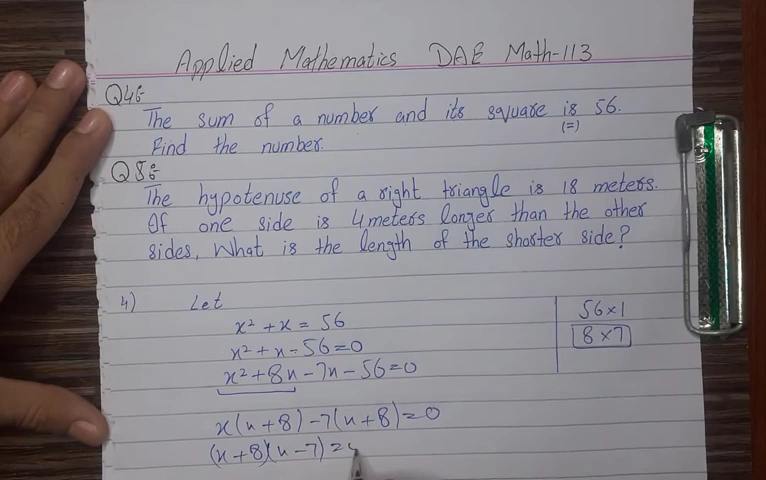 Applied Mathematics DAE Math-113
Q4:-
The sum of a number and its square is 56.
(=)
Find the number.
Q5:-
The hypotenuse of a right triangle is 18 meters.
If one side is 4 meters longer than the other
sides, What is the length of the shorter side?
4) Let
x² + x = 56
x² + x - 56 = 0
x² + 8x - 7x - 56 = 0
x(x + 8) - 7(x + 8) = 0
(x + 8)(x - 7) =
56 × 1
8 × 7